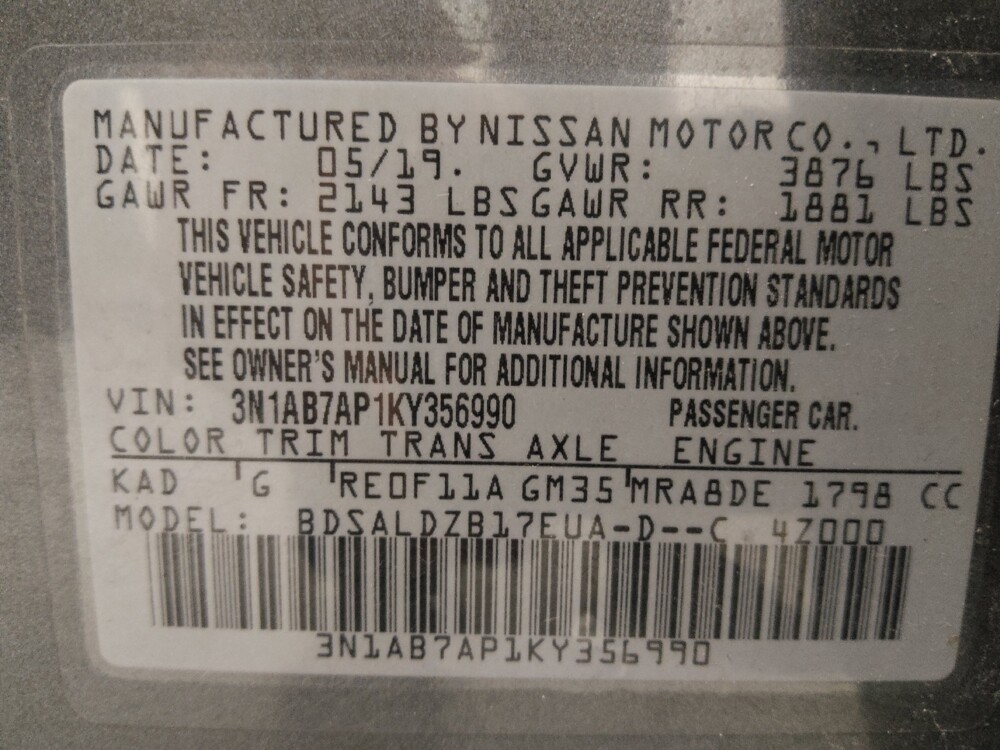 MANUFACTURED BY NISSAN MOTOR CO., LTD.
DATE: 05/19. GVWR: 3876 LBS
GAWR FR: 2143 LBS GAWR RR: 1881 LBS
THIS VEHICLE CONFORMS TO ALL APPLICABLE FEDERAL MOTOR
VEHICLE SAFETY, BUMPER AND THEFT PREVENTION STANDARDS
IN EFFECT ON THE DATE OF MANUFACTURE SHOWN ABOVE.
SEE OWNER'S MANUAL FOR ADDITIONAL INFORMATION.
VIN: 3N1AB7AP1KY356990 PASSENGER CAR.
COLOR TRIM TRANS AXLE ENGINE
KAD G RE0F11A GM35 MRA8DE 1798 CC
MODEL: BDSALDZB17EUA-D--C 4Z000
3N1AB7AP1KY356990